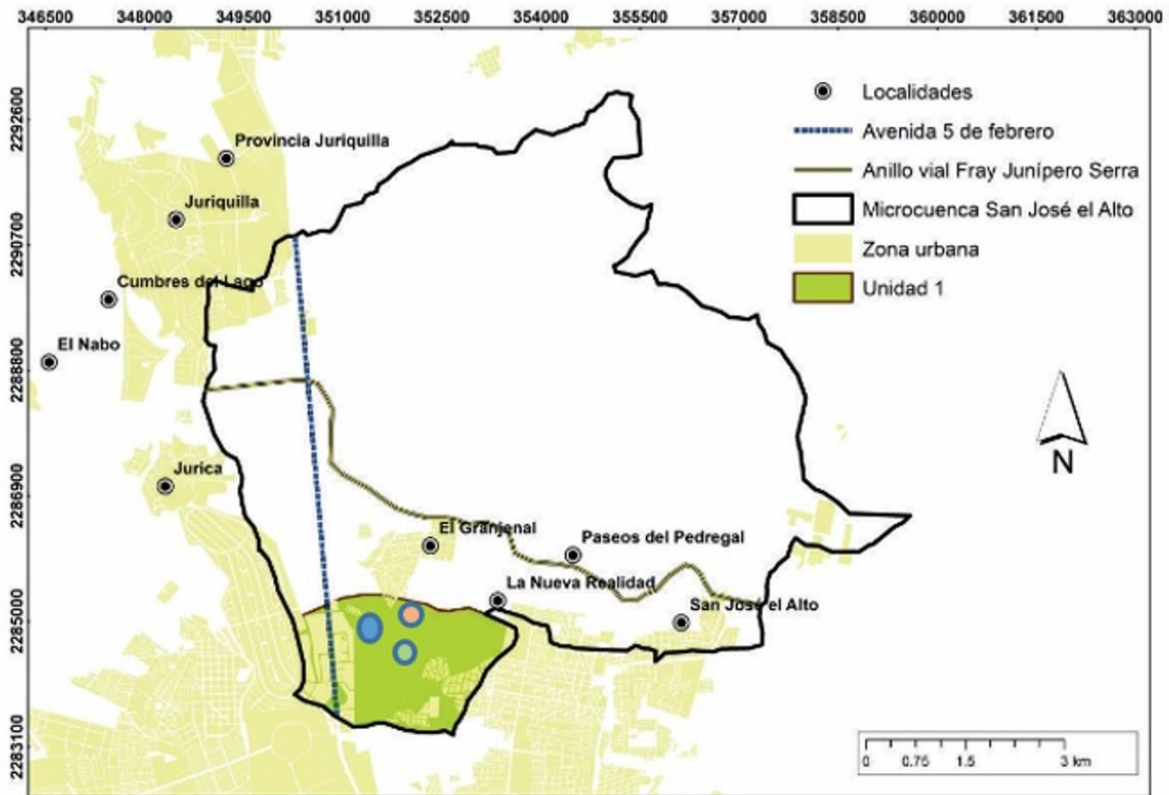 346500 348000 349500 351000 352500 354000 355500 357000 358500 360000 361500 363000
2292600
2290700
2288800
2286900
2285000
2283100
Provincia Juriquilla
Juriquilla
Cumbres del Lago
El Nabo
Jurica
El Granjenal
Paseos del Pedregal
La Nueva Realidad
San José el Alto
Localidades
Avenida 5 de febrero
Anillo vial Fray Junípero Serra
Microcuenca San José el Alto
Zona urbana
Unidad 1
N
0 0.75 1.5 3 km